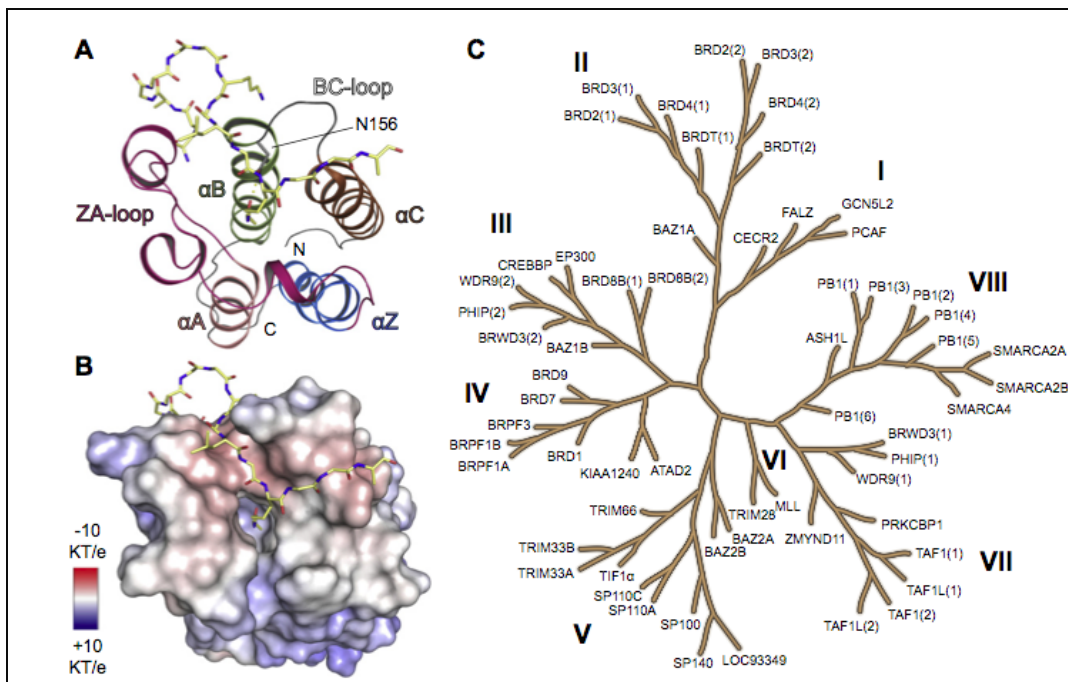 A
BC-loop
N156
αB
ZA-loop
αC
N
αA
C
αZ
B
-10
KT/e
+10
KT/e
C
II
BRD2(2)
BRD3(2)
BRD3(1)
BRD4(1)
BRD2(1)
BRDT(1)
BRD4(2)
BRDT(2)
I
BAZ1A
CECR2
FALZ
GCN5L2
PCAF
III
CREBBP
EP300
WDR9(2)
BRD8B(1)
BRD8B(2)
PHIP(2)
BRWD3(2)
BAZ1B
VIII
PB1(1)
PB1(3)
PB1(2)
PB1(4)
ASH1L
PB1(5)
SMARCA2A
SMARCA2B
SMARCA4
PB1(6)
IV
BRD9
BRD7
BRPF3
BRPF1B
BRPF1A
BRD1
KIAA1240
ATAD2
VI
BRWD3(1)
PHIP(1)
WDR9(1)
TRIM28
MLL
ZMYND11
PRKCBP1
VII
TAF1(1)
TAF1L(1)
TAF1(2)
TAF1L(2)
TRIM66
BAZ2A
BAZ2B
TRIM33B
TRIM33A
TIF1α
SP110C
SP110A
SP100
V
SP140
LOC93349